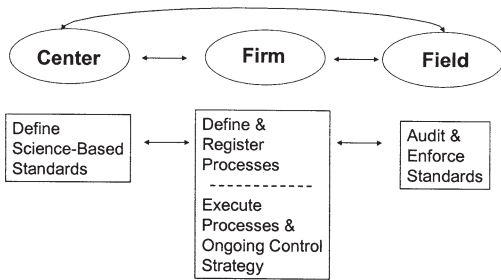 Center
Firm
Field
Define
Science-Based
Standards
Define &
Register
Processes
Execute
Processes &
Ongoing Control
Strategy
Audit &
Enforce
Standards